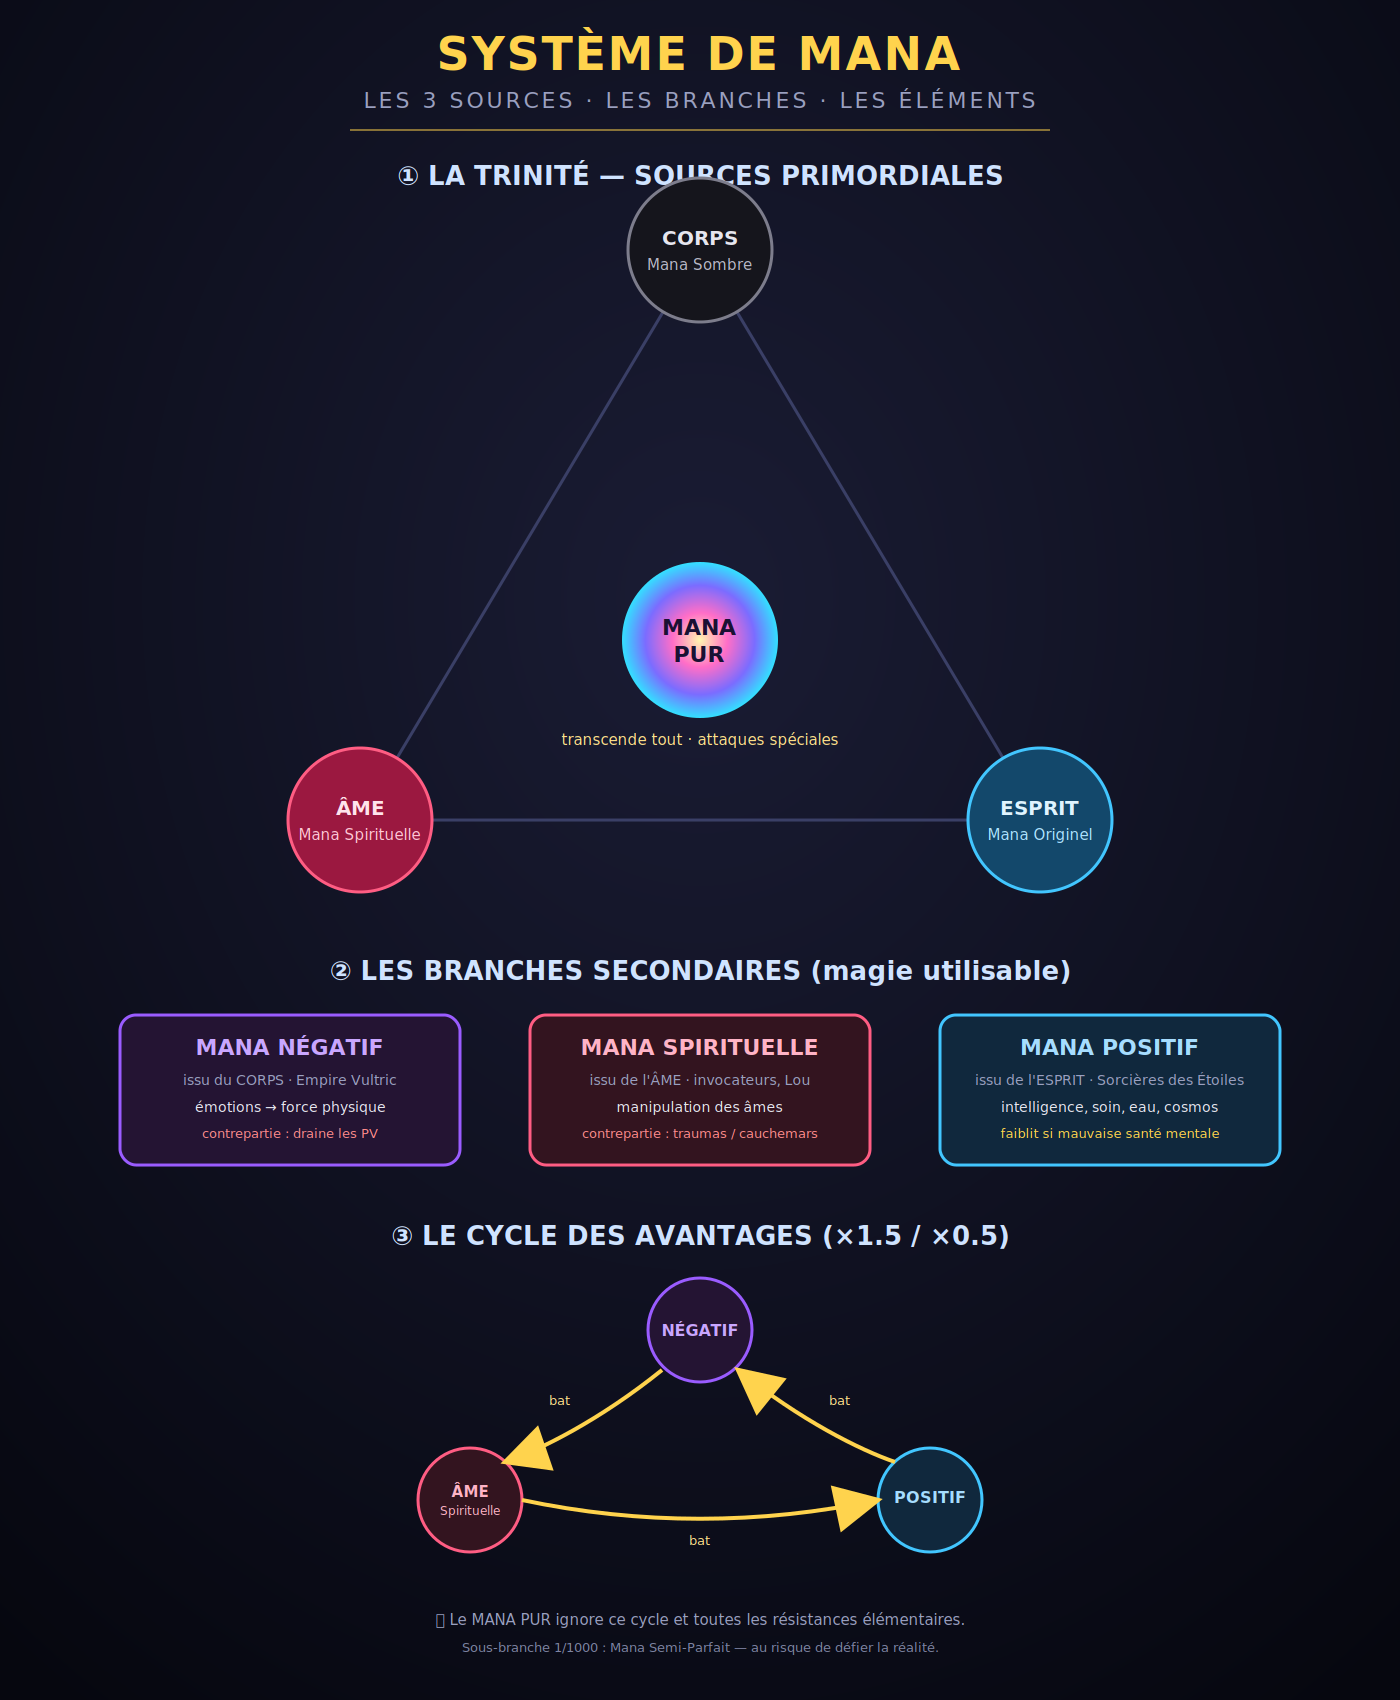 SYSTÈME DE MANA
LES 3 SOURCES · LES BRANCHES · LES ÉLÉMENTS
① LA TRINITÉ — SOURCES PRIMORDIALES
CORPS
Mana Sombre
MANA
PUR
transcende tout · attaques spéciales
ÂME
Mana Spirituelle
ESPRIT
Mana Originel
② LES BRANCHES SECONDAIRES (magie utilisable)
MANA NÉGATIF
issu du CORPS · Empire Vultric
émotions → force physique
contrepartie : draine les PV
MANA SPIRITUELLE
issu de l'ÂME · invocateurs, Lou
manipulation des âmes
contrepartie : traumas / cauchemars
MANA POSITIF
issu de l'ESPRIT · Sorcières des Étoiles
intelligence, soin, eau, cosmos
faiblit si mauvaise santé mentale
③ LE CYCLE DES AVANTAGES (×1.5 / ×0.5)
NÉGATIF
bat
bat
ÂME
Spirituelle
POSITIF
bat
Le MANA PUR ignore ce cycle et toutes les résistances élémentaires.
Sous-branche 1/1000 : Mana Semi-Parfait — au risque de défier la réalité.